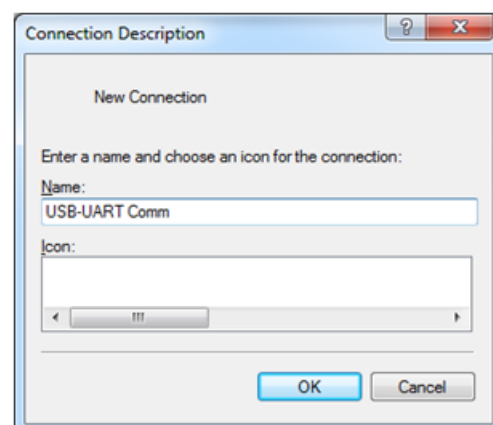 Connection Description
?
New Connection
Enter a name and choose an icon for the connection:
Name:
USB-UART Comm
Icon:
OK
Cancel